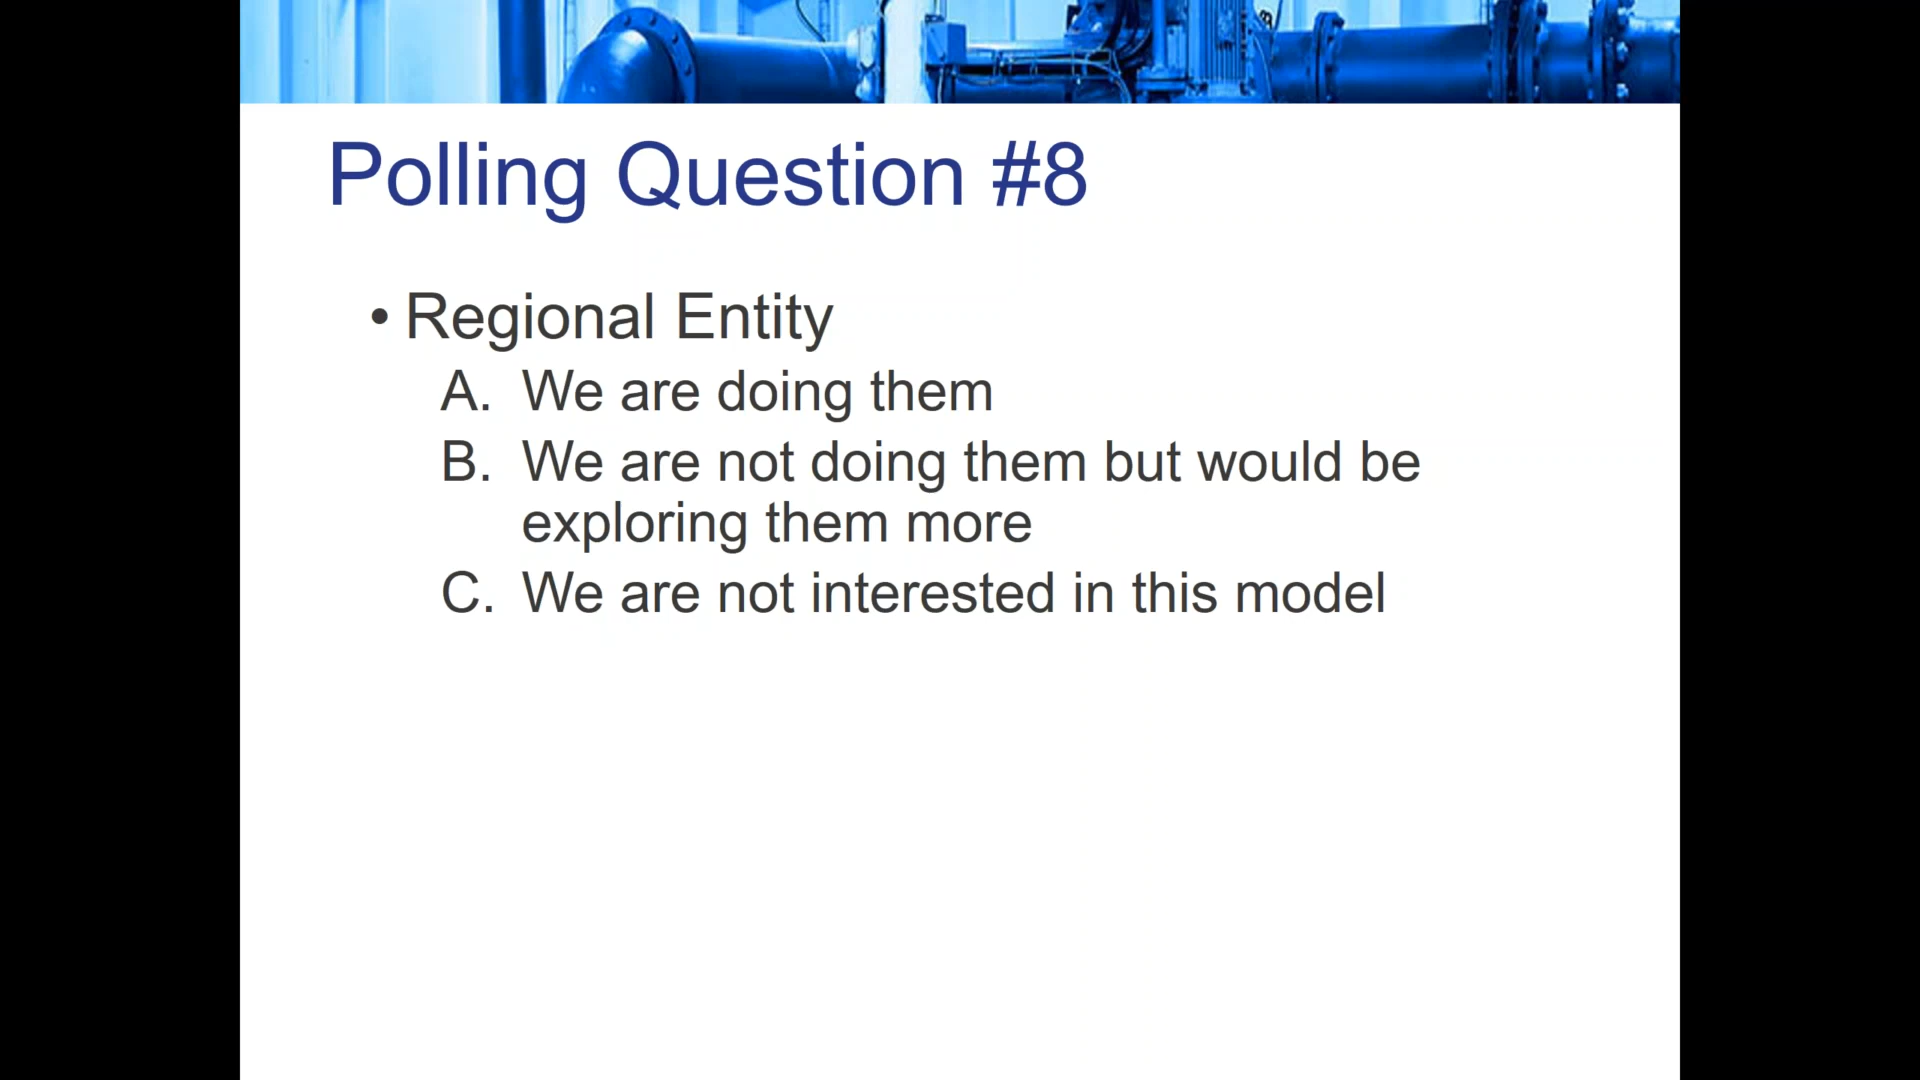 Polling Question #8
• Regional Entity
A. We are doing them
B. We are not doing them but would be
exploring them more
C. We are not interested in this model